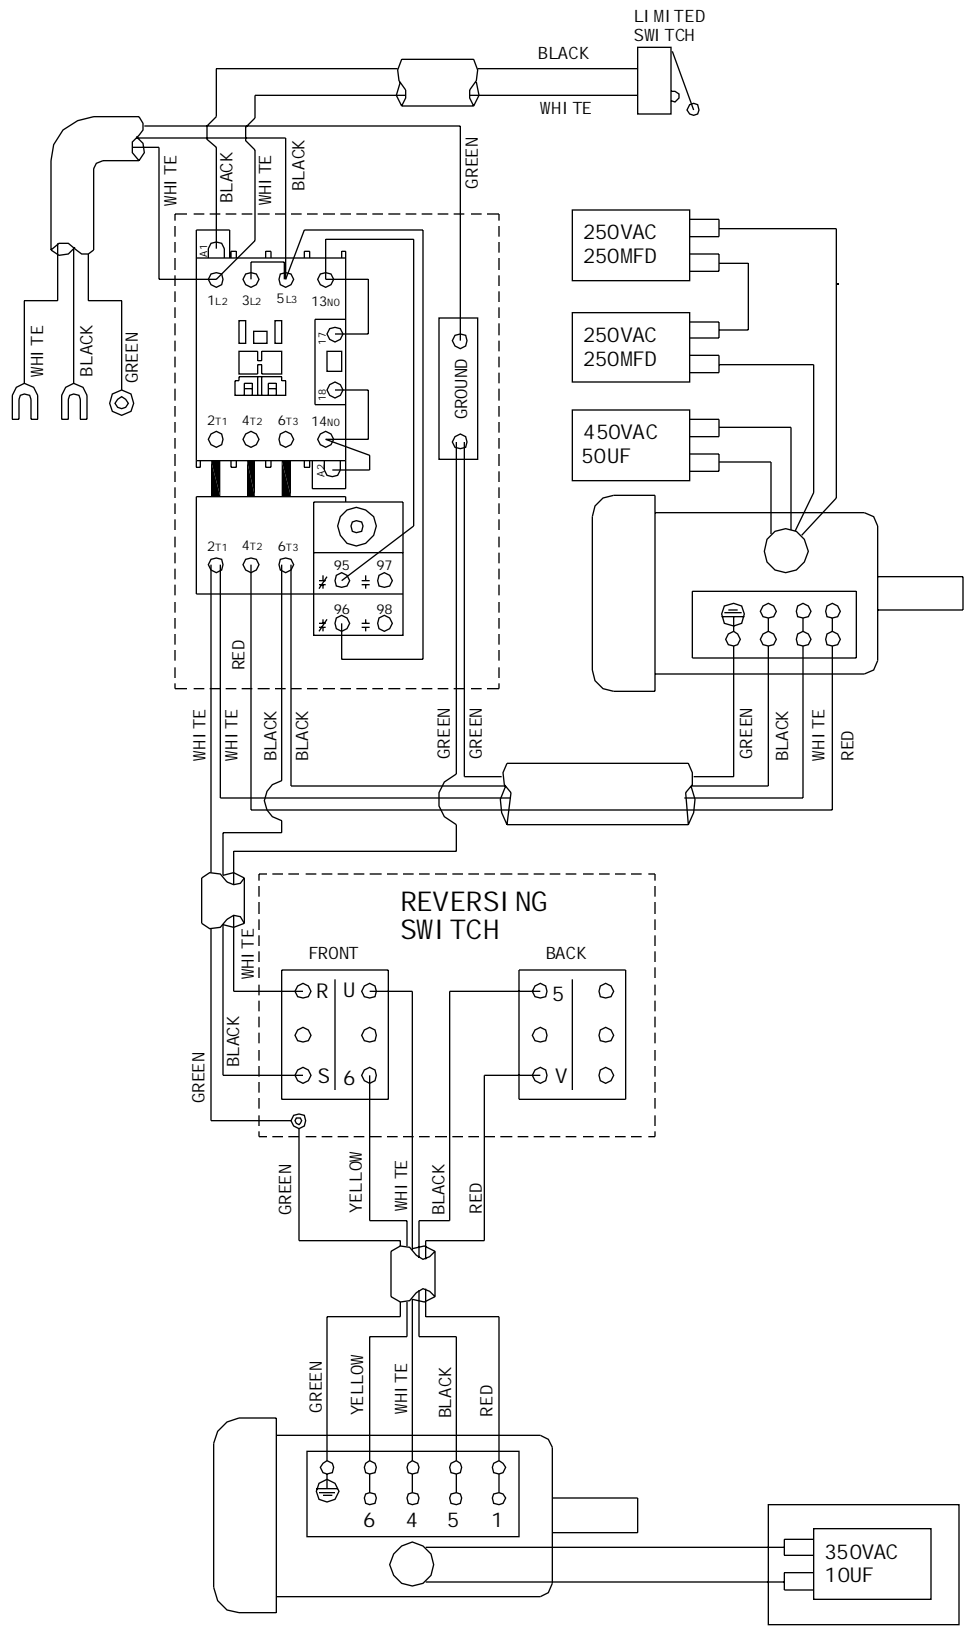 LIMITED
SWITCH
BLACK
WHITE
WHITE
BLACK
WHITE
BLACK
GREEN
250VAC
250MFD
A1
1L2
3L2
5L3
13NO
17
250VAC
250MFD
WHITE
BLACK
GREEN
GROUND
18
2T1
4T2
6T3
14NO
450VAC
50UF
A2
2T1
4T2
6T3
95
97
96
98
RED
WHITE
WHITE
BLACK
BLACK
GREEN
GREEN
GREEN
BLACK
WHITE
RED
REVERSING
SWITCH
WHITE
FRONT
BACK
R
U
5
BLACK
S
6
V
GREEN
GREEN
YELLOW
WHITE
BLACK
RED
GREEN
YELLOW
WHITE
BLACK
RED
6
4
5
1
350VAC
10UF